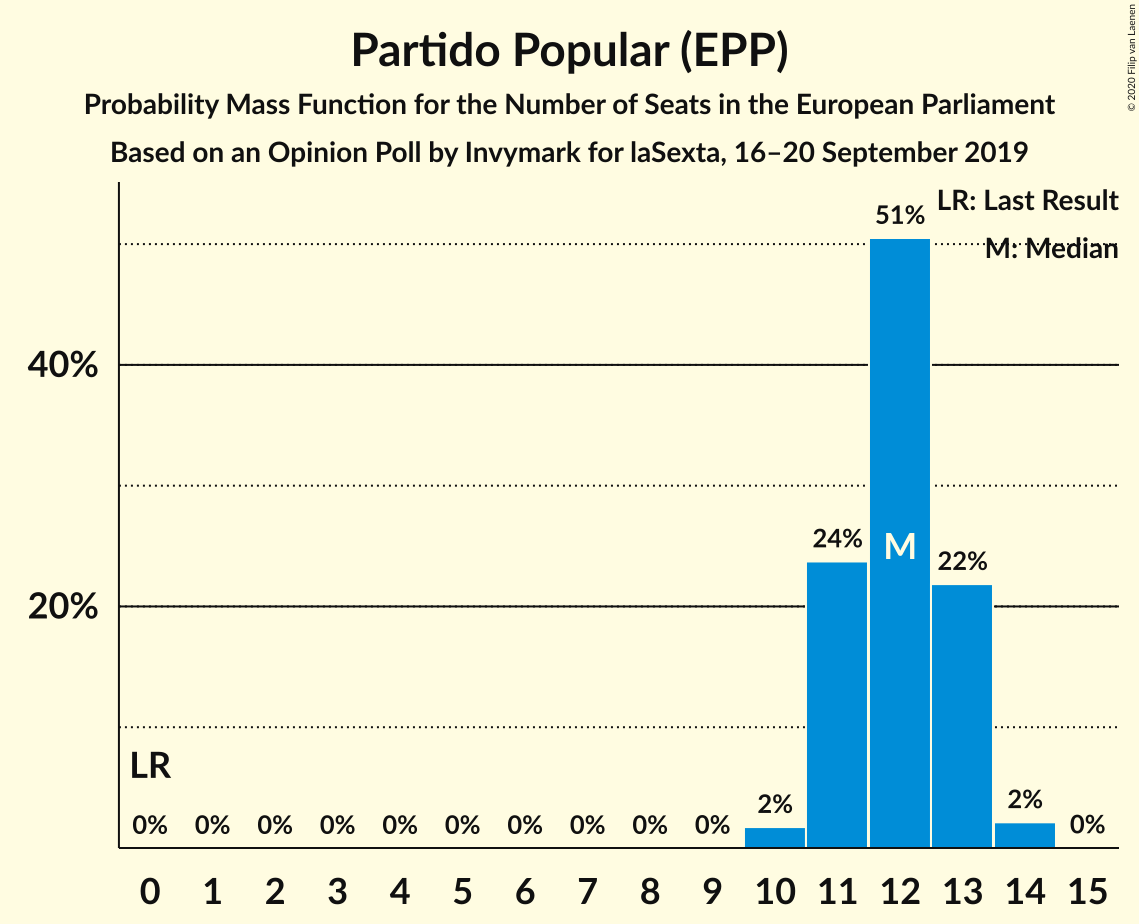 Partido Popular (EPP)
Probability Mass Function for the Number of Seats in the European Parliament
Based on an Opinion Poll by Invymark for laSexta, 16–20 September 2019
© 2020 Filip van Laenen
LR: Last Result
M: Median
51%
40%
24%
M
22%
20%
LR
0% 0% 0% 0% 0% 0% 0% 0% 0% 0% 2% 2% 0%
0 1 2 3 4 5 6 7 8 9 10 11 12 13 14 15